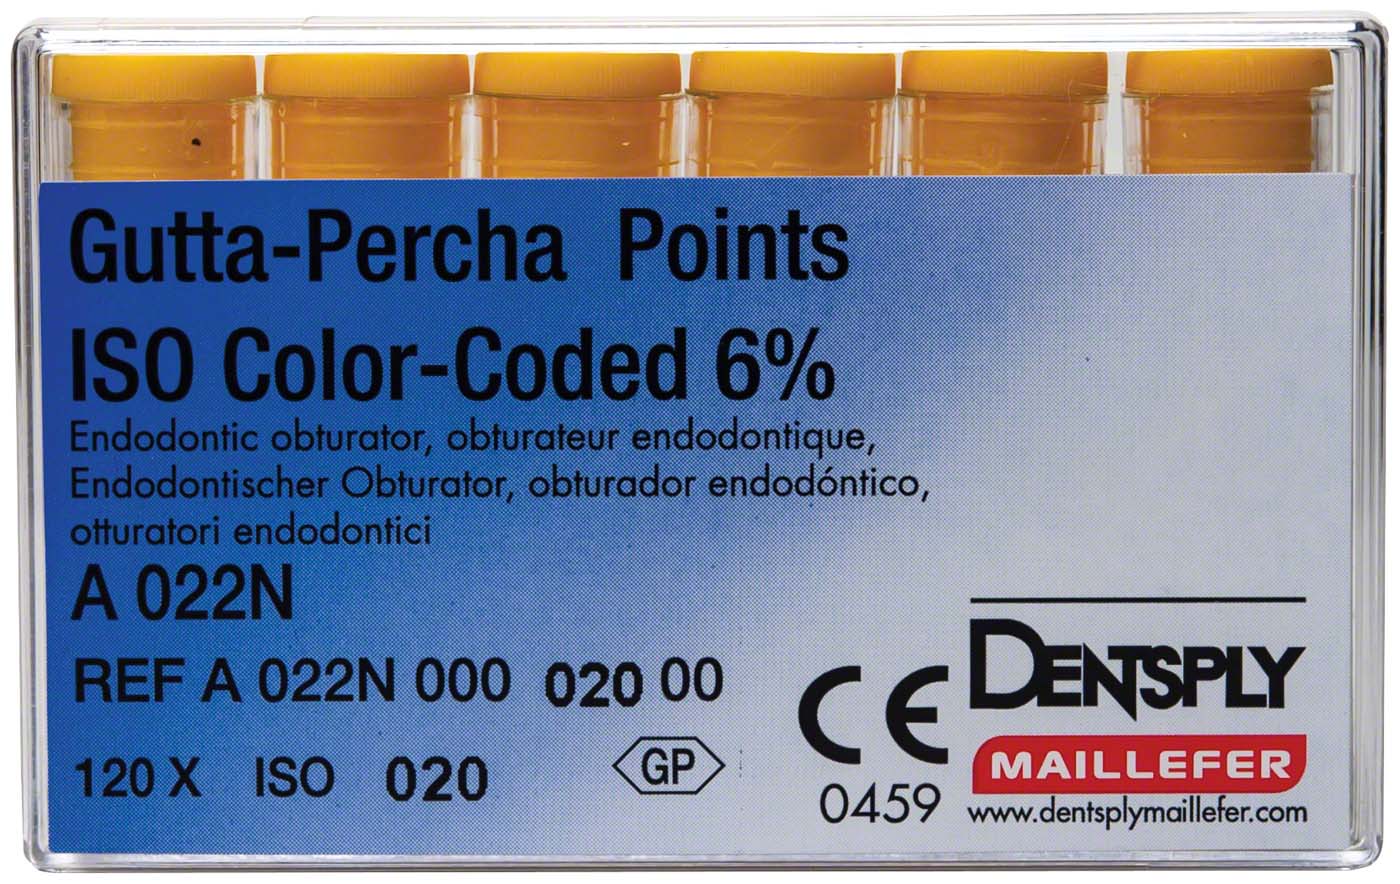 Gutta-Percha Points
ISO Color-Coded 6%
Endodontic obturator, obturateur endodontique,
Endodontischer Obturator, obturador endodóntico,
otturatori endodontici
A 022N
REF A 022N 000 020 00
120 X ISO 020
GP
CE
0459
DENTSPLY
MAILLEFER
www.dentsplymaillefer.com